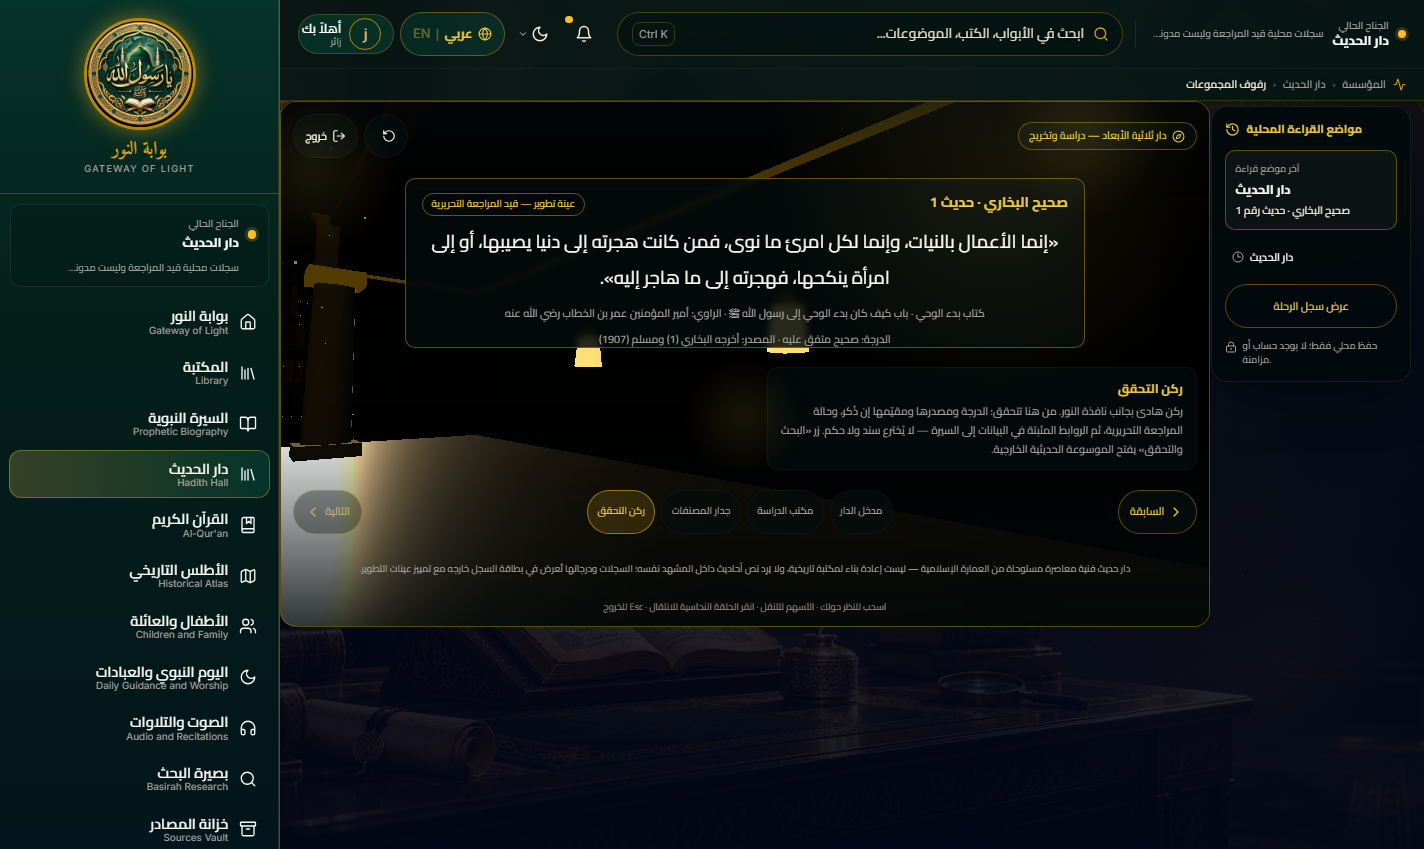 يا رسول الله
بوابة النور
GATEWAY OF LIGHT
الجناح الحالي
دار الحديث
سجلات محلية قيد المراجعة وليست مدون...
بوابة النور
Gateway of Light
المكتبة
Library
السيرة النبوية
Prophetic Biography
دار الحديث
Hadith Hall
القرآن الكريم
Al-Qur'an
الأطلس التاريخي
Historical Atlas
الأطفال والعائلة
Children and Family
اليوم النبوي والعبادات
Daily Guidance and Worship
الصوت والتلاوات
Audio and Recitations
بصيرة البحث
Basirah Research
خزانة المصادر
Sources Vault
الجناح الحالي
دار الحديث
سجلات محلية قيد المراجعة وليست مدون...
ابحث في الأبواب، الكتب، الموضوعات...
Ctrl K
عربي | EN
ز
أهلاً بك
زائر
المؤسسة › دار الحديث › رفوف المجموعات
مواضع القراءة المحلية
آخر موضع قراءة
دار الحديث
صحيح البخاري · حديث رقم 1
دار الحديث
عرض سجل الرحلة
حفظ محلي فقط؛ لا يوجد حساب أو
مزامنة.
دار ثلاثية الأبعاد — دراسة وتخريج
خروج
صحيح البخاري · حديث 1
عينة تطوير — قيد المراجعة التحريرية
«إنما الأعمال بالنيات، وإنما لكل امرئ ما نوى، فمن كانت هجرته إلى دنيا يصيبها، أو إلى
امرأة ينكحها، فهجرته إلى ما هاجر إليه».
كتاب بدء الوحي · باب كيف كان بدء الوحي إلى رسول الله ﷺ · الراوي: أمير المؤمنين عمر بن الخطاب رضي الله عنه
الدرجة: صحيح متفق عليه · المصدر: أخرجه البخاري (1) ومسلم (1907)
ركن التحقق
ركن هادئ بجانب نافذة النور. من هنا تتحقق: الدرجة ومصدرها ومقيّمها إن ذُكر، وحالة
المراجعة التحريرية، ثم الروابط المثبتة في البيانات إلى السيرة — لا يُخترع سند ولا حكم. زر «البحث
والتحقق» يفتح الموسوعة الحديثية الخارجية.
السابقة
مدخل الدار
مكتب الدراسة
جدار المصنفات
ركن التحقق
التالية
دار حديث فنية معاصرة مستوحاة من العمارة الإسلامية — ليست إعادة بناء لمكتبة تاريخية، ولا يَرِد نص أحاديث داخل المشهد نفسه؛ السجلات ودرجاتها تُعرض في بطاقة السجل خارجه مع تمييز عينات التطوير.
اسحب للنظر حولك · الأسهم للتنقل · انقر الحلقة النحاسية للانتقال · Esc للخروج